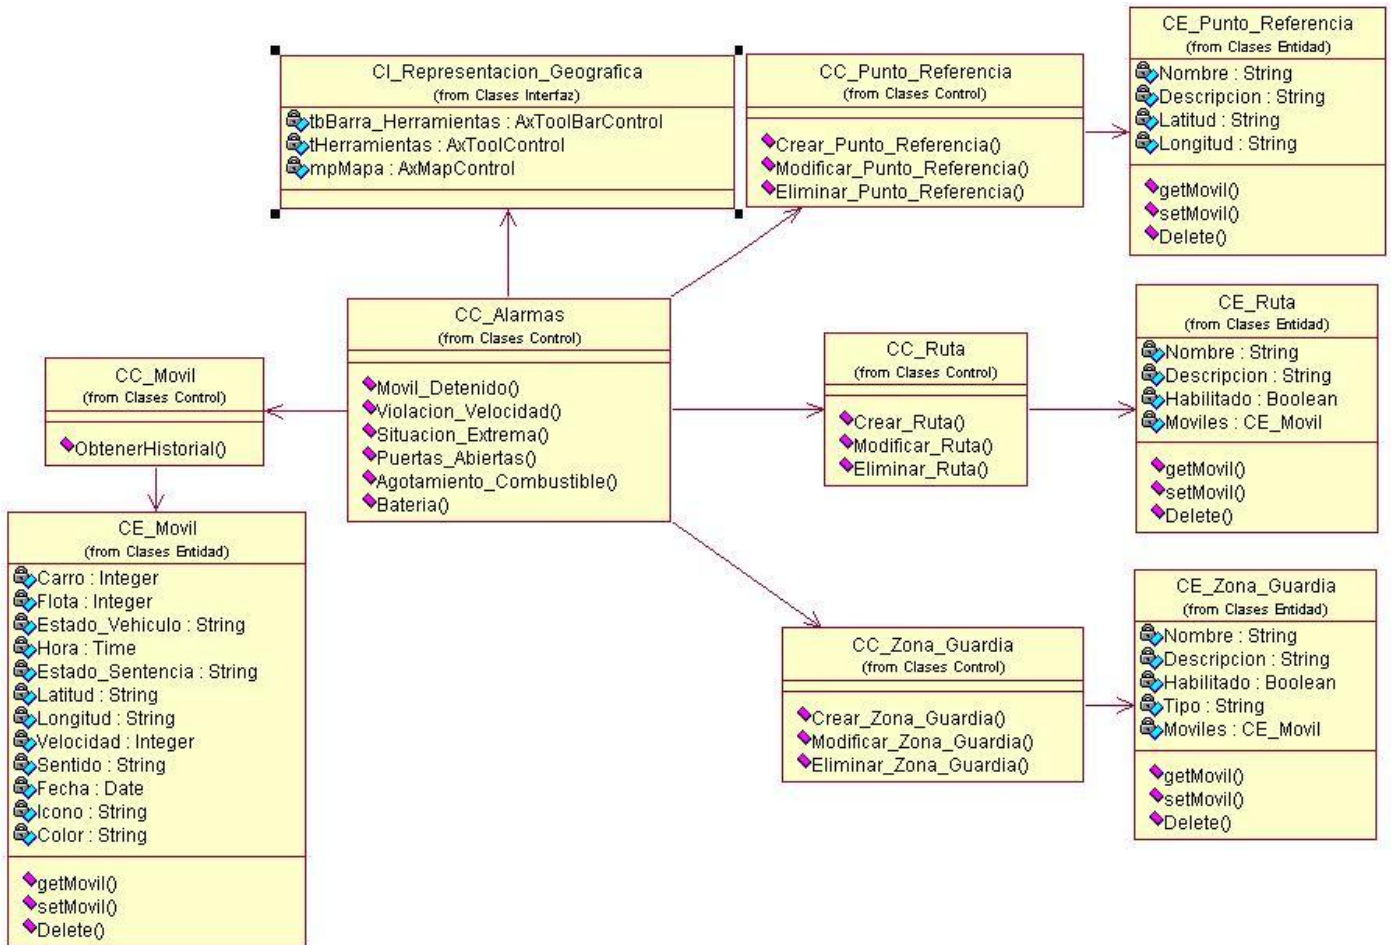 CI_Representacion_Geografica
(from Clases Interfaz)
tbBarra_Herramientas : AxToolBarControl
tHerramientas : AxToolControl
mpMapa : AxMapControl
CC_Punto_Referencia
(from Clases Control)
Crear_Punto_Referencia()
Modificar_Punto_Referencia()
Eliminar_Punto_Referencia()
CE_Punto_Referencia
(from Clases Entidad)
Nombre : String
Descripcion : String
Latitud : String
Longitud : String
getMovil()
setMovil()
Delete()
CC_Alarmas
(from Clases Control)
Movil_Detenido()
Violacion_Velocidad()
Situacion_Extrema()
Puertas_Abiertas()
Agotamiento_Combustible()
Bateria()
CC_Ruta
(from Clases Control)
Crear_Ruta()
Modificar_Ruta()
Eliminar_Ruta()
CE_Ruta
(from Clases Entidad)
Nombre : String
Descripcion : String
Habilitado : Boolean
Moviles : CE_Movil
getMovil()
setMovil()
Delete()
CC_Movil
(from Clases Control)
ObtenerHistorial()
CE_Movil
(from Clases Entidad)
Carro : Integer
Flota : Integer
Estado_Vehiculo : String
Hora : Time
Estado_Sentencia : String
Latitud : String
Longitud : String
Velocidad : Integer
Sentido : String
Fecha : Date
Icono : String
Color : String
getMovil()
setMovil()
Delete()
CC_Zona_Guardia
(from Clases Control)
Crear_Zona_Guardia()
Modificar_Zona_Guardia()
Eliminar_Zona_Guardia()
CE_Zona_Guardia
(from Clases Entidad)
Nombre : String
Descripcion : String
Habilitado : Boolean
Tipo : String
Moviles : CE_Movil
getMovil()
setMovil()
Delete()